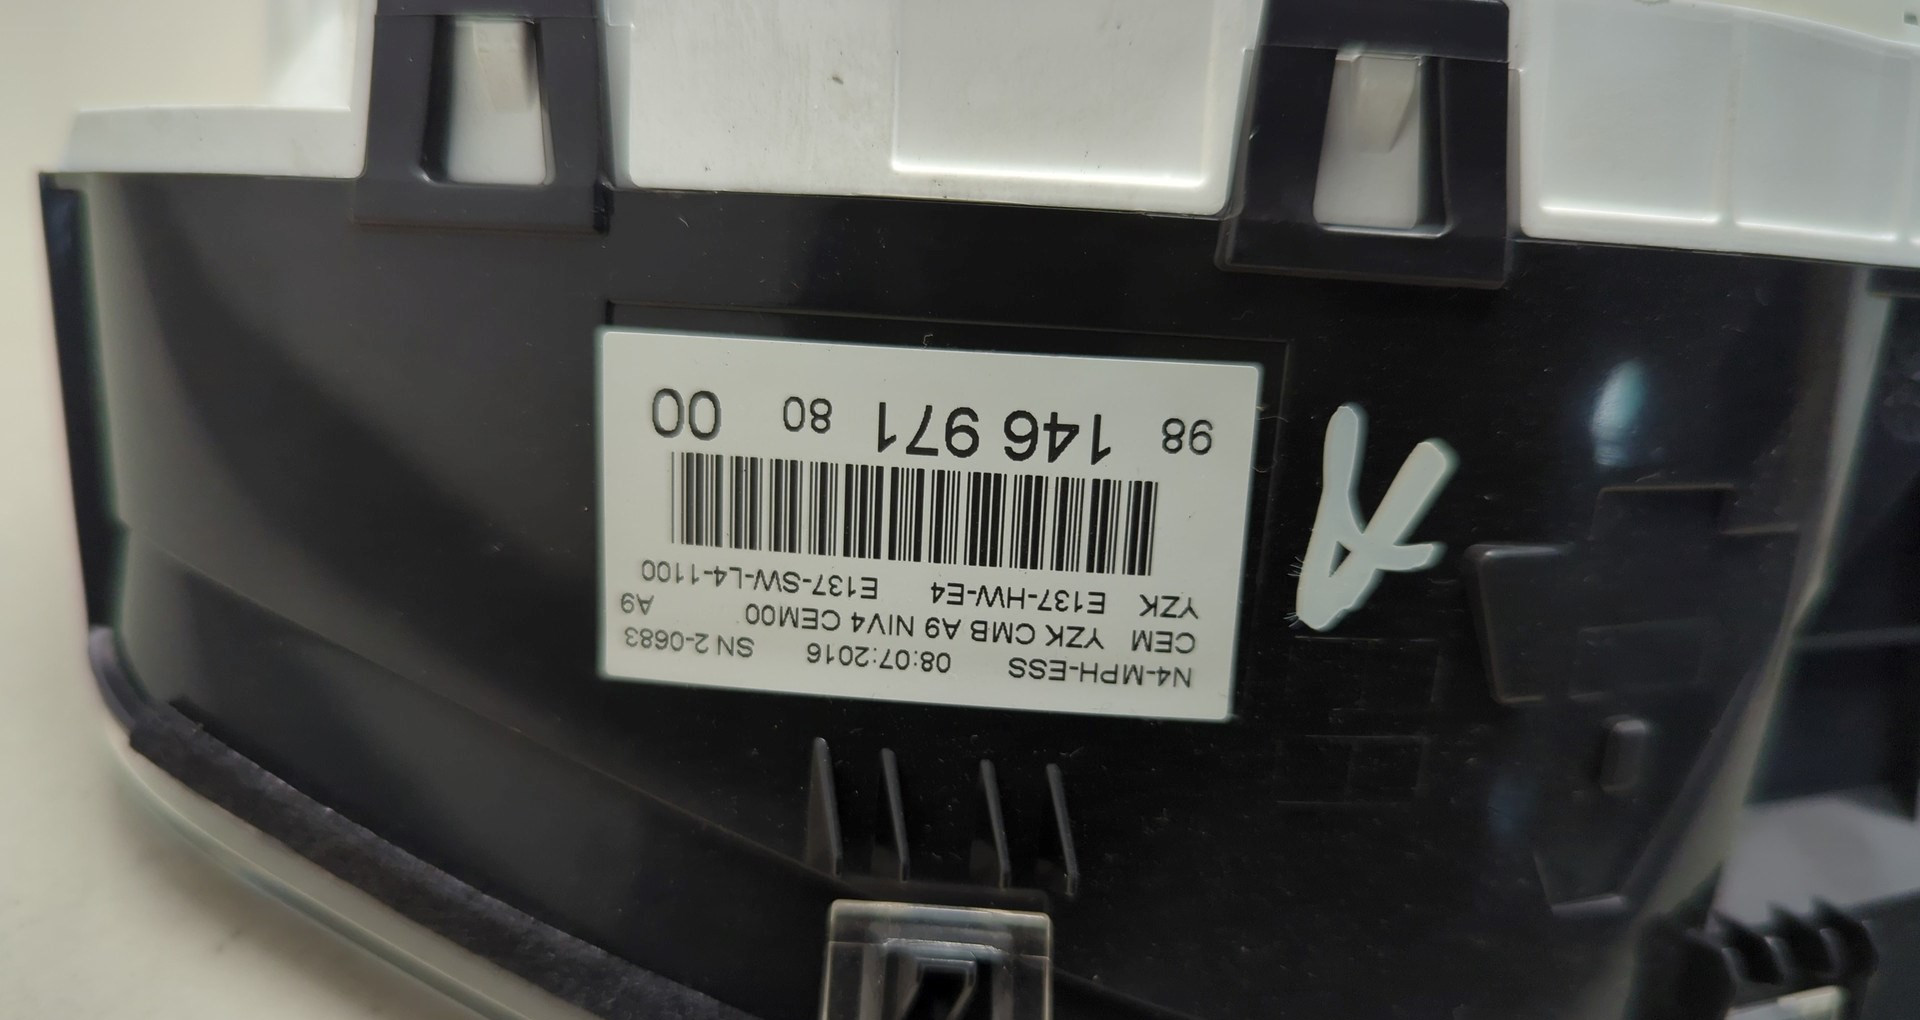 N4-MPH-ESS 08:07:2016 SN 2-0683
CEM YZK CMB A9 NIV4 CEM00 A9
YZK E137-HW-E4 E137-SW-L4-1100
98 146 971 80 00